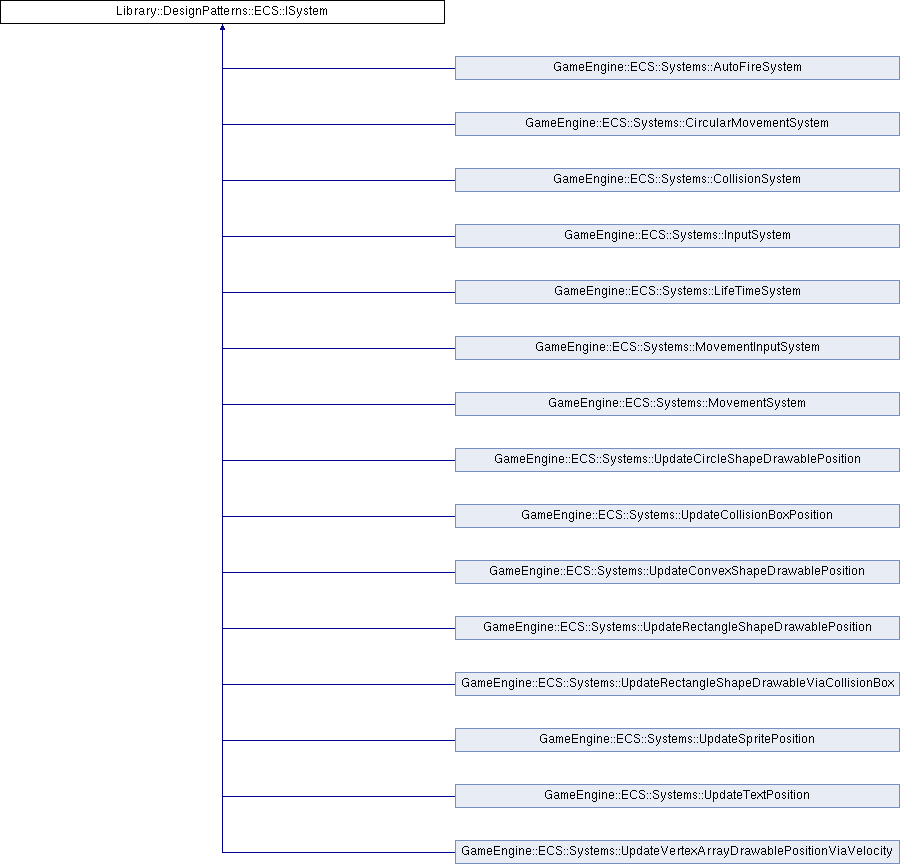 Library::DesignPatterns::ECS::ISystem
GameEngine::ECS::Systems::AutoFireSystem
GameEngine::ECS::Systems::CircularMovementSystem
GameEngine::ECS::Systems::CollisionSystem
GameEngine::ECS::Systems::InputSystem
GameEngine::ECS::Systems::LifeTimeSystem
GameEngine::ECS::Systems::MovementInputSystem
GameEngine::ECS::Systems::MovementSystem
GameEngine::ECS::Systems::UpdateCircleShapeDrawablePosition
GameEngine::ECS::Systems::UpdateCollisionBoxPosition
GameEngine::ECS::Systems::UpdateConvexShapeDrawablePosition
GameEngine::ECS::Systems::UpdateRectangleShapeDrawablePosition
GameEngine::ECS::Systems::UpdateRectangleShapeDrawableViaCollisionBox
GameEngine::ECS::Systems::UpdateSpritePosition
GameEngine::ECS::Systems::UpdateTextPosition
GameEngine::ECS::Systems::UpdateVertexArrayDrawablePositionViaVelocity